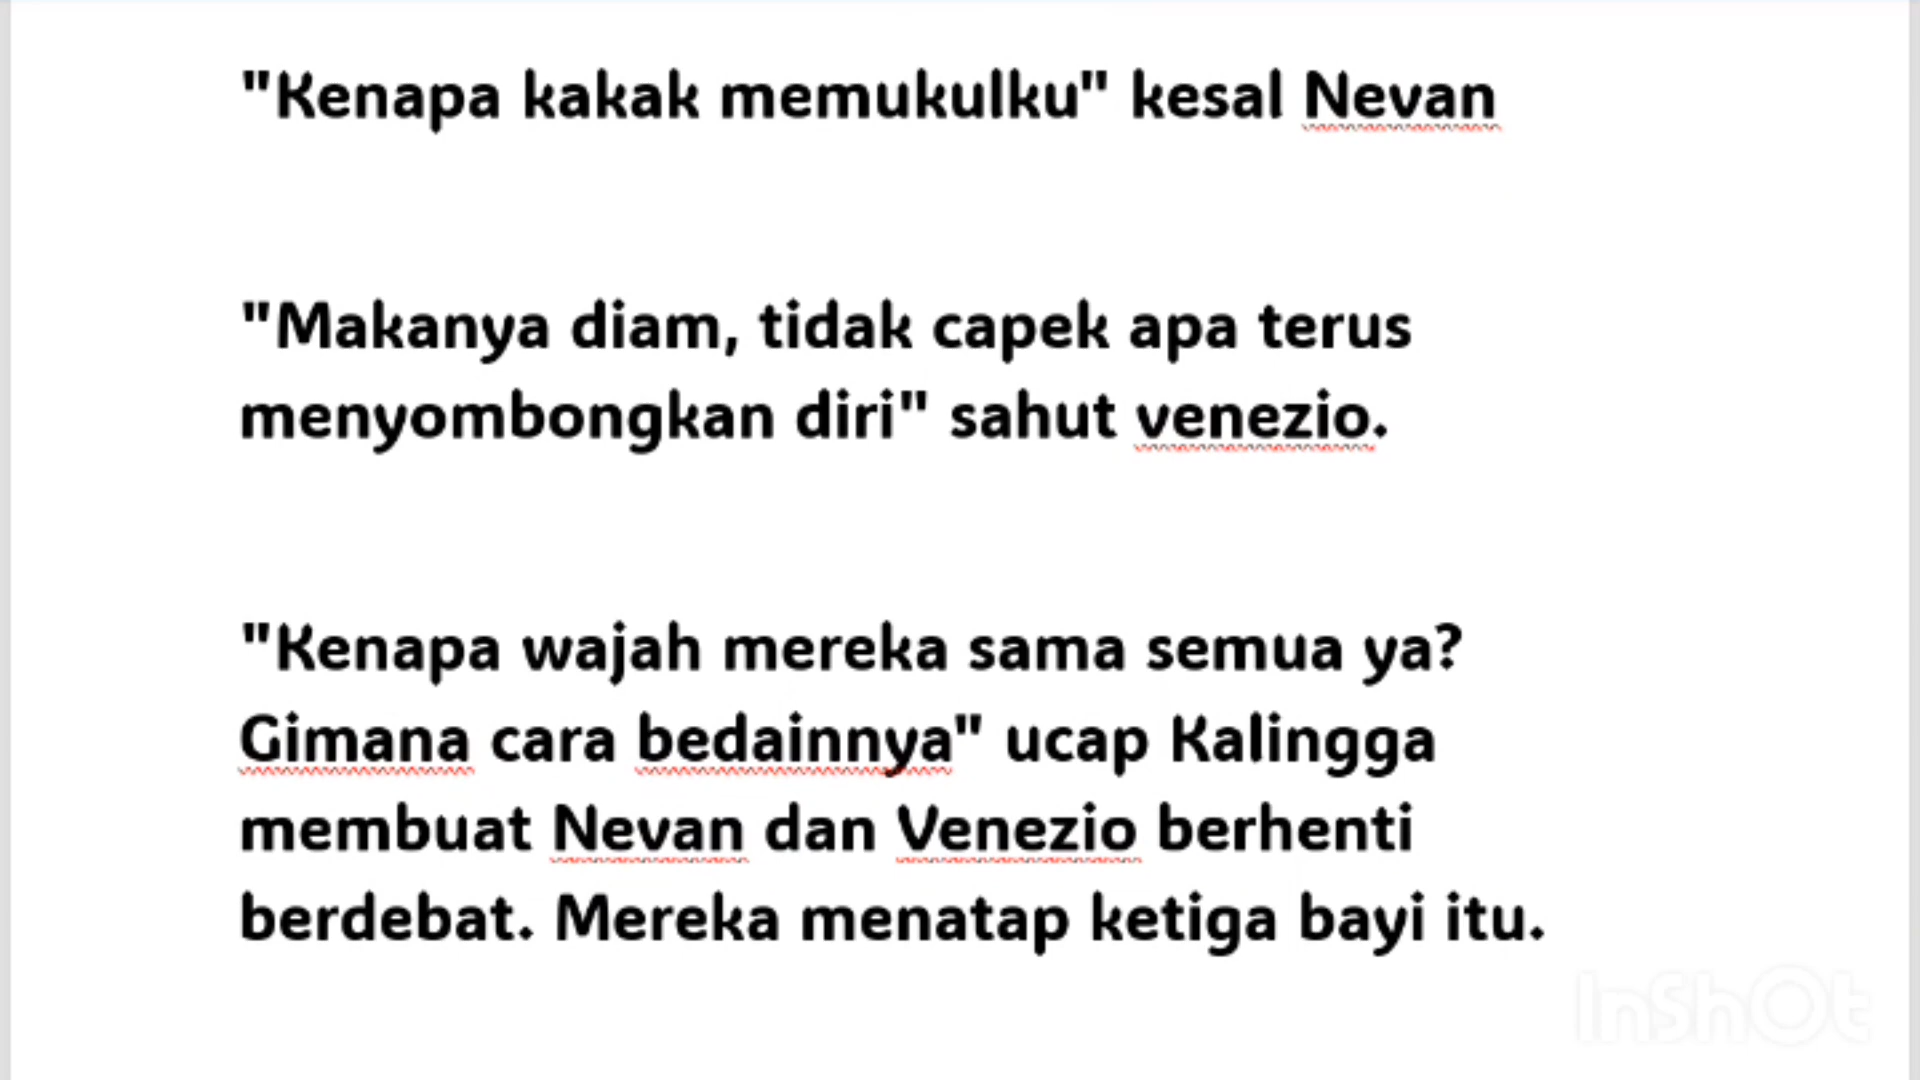 "Kenapa kakak memukulku" kesal Nevan
"Makanya diam, tidak capek apa terus
menyombongkan diri" sahut venezio.
"Kenapa wajah mereka sama semua ya?
Gimana cara bedainnya" ucap Kalingga
membuat Nevan dan Venezio berhenti
berdebat. Mereka menatap ketiga bayi itu.
InShOt